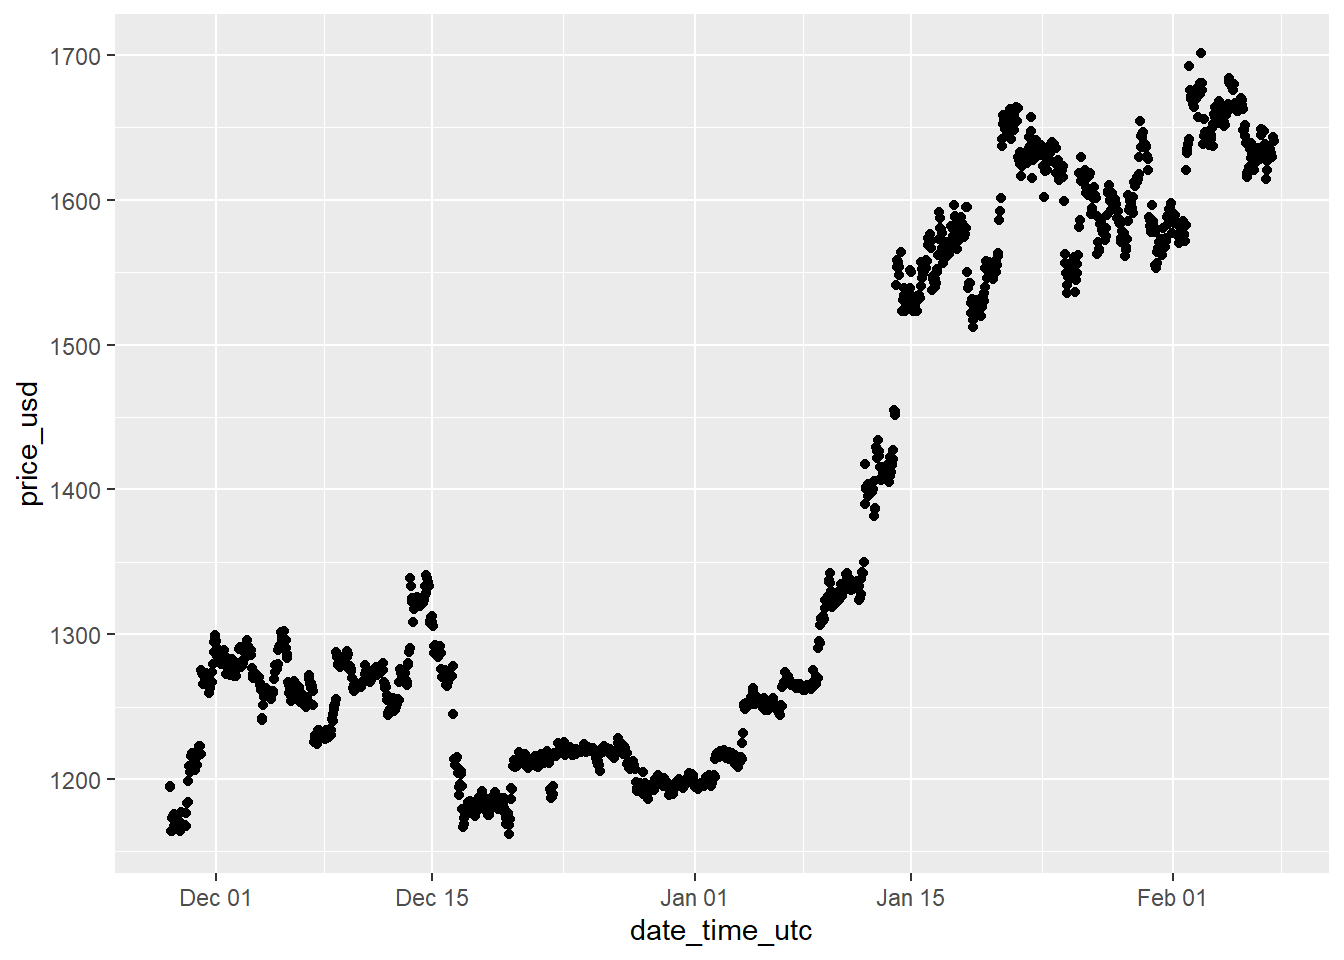 1700
1600
1500
1400
1300
1200
price_usd
Dec 01
Dec 15
Jan 01
Jan 15
Feb 01
date_time_utc